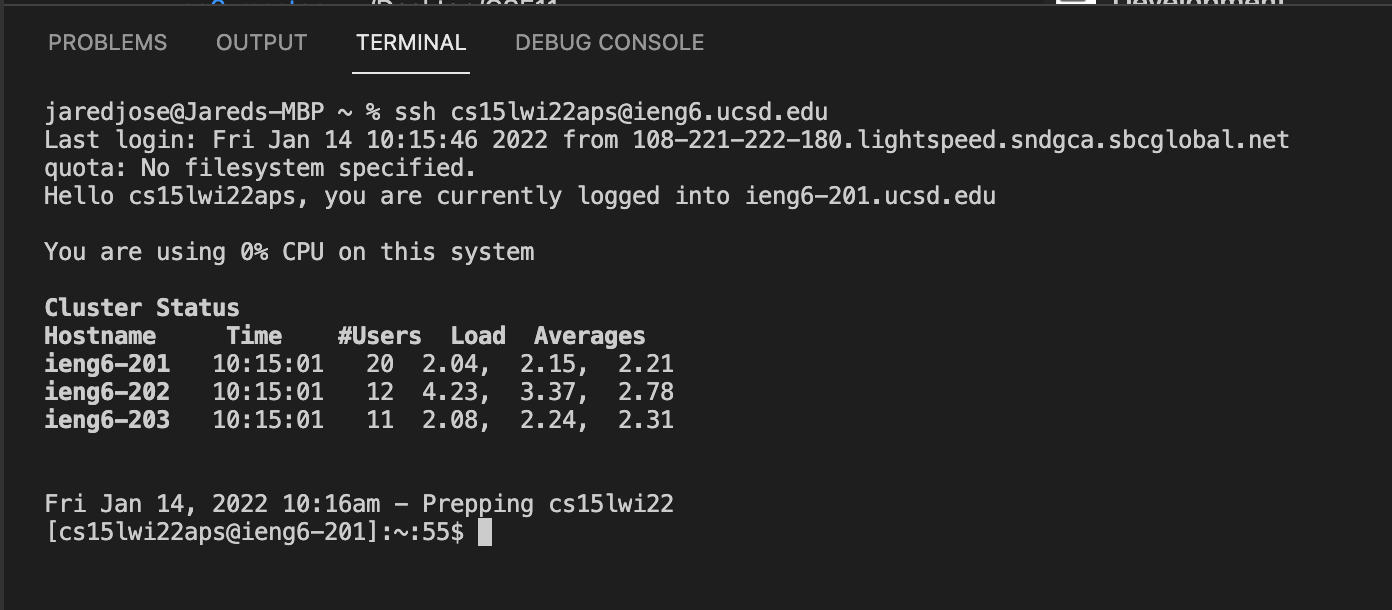 PROBLEMS OUTPUT TERMINAL DEBUG CONSOLE
jaredjose@Jareds-MBP ~ % ssh cs15lwi22aps@ieng6.ucsd.edu
Last login: Fri Jan 14 10:15:46 2022 from 108-221-222-180.lightspeed.sndgca.sbcglobal.net
quota: No filesystem specified.
Hello cs15lwi22aps, you are currently logged into ieng6-201.ucsd.edu
You are using 0% CPU on this system
Cluster Status
Hostname Time #Users Load Averages
ieng6-201 10:15:01 20 2.04, 2.15, 2.21
ieng6-202 10:15:01 12 4.23, 3.37, 2.78
ieng6-203 10:15:01 11 2.08, 2.24, 2.31
Fri Jan 14, 2022 10:16am - Prepping cs15lwi22
[cs15lwi22aps@ieng6-201]:~:55$